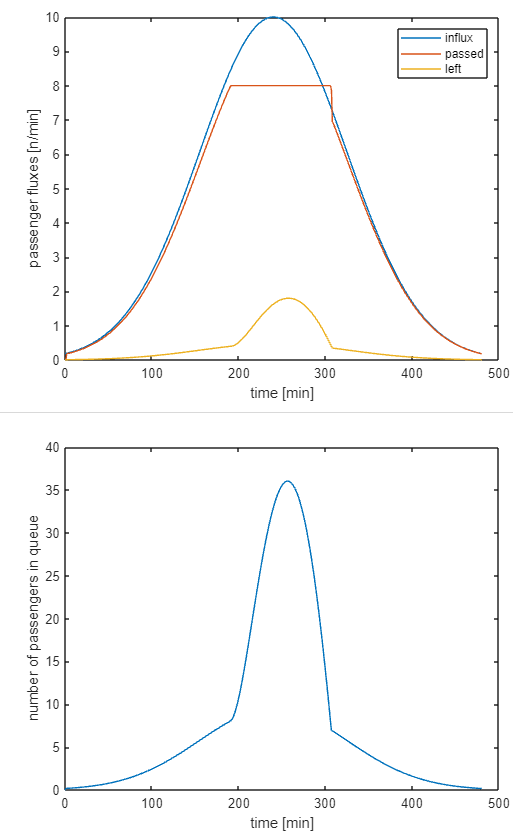 10
9
8
7
6
5
4
3
2
1
0
passenger fluxes [n/min]
influx
passed
left
0 100 200 300 400 500
time [min]
40
35
30
25
20
15
10
5
0
number of passengers in queue
0 100 200 300 400 500
time [min]